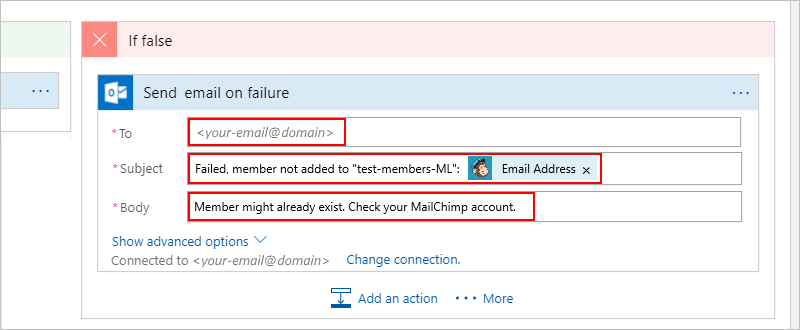 If false
Send email on failure
*To <your-email@domain>
*Subject Failed, member not added to "test-members-ML": Email Address ×
*Body Member might already exist. Check your MailChimp account.
Show advanced options
Connected to <your-email@domain> Change connection.
Add an action ••• More